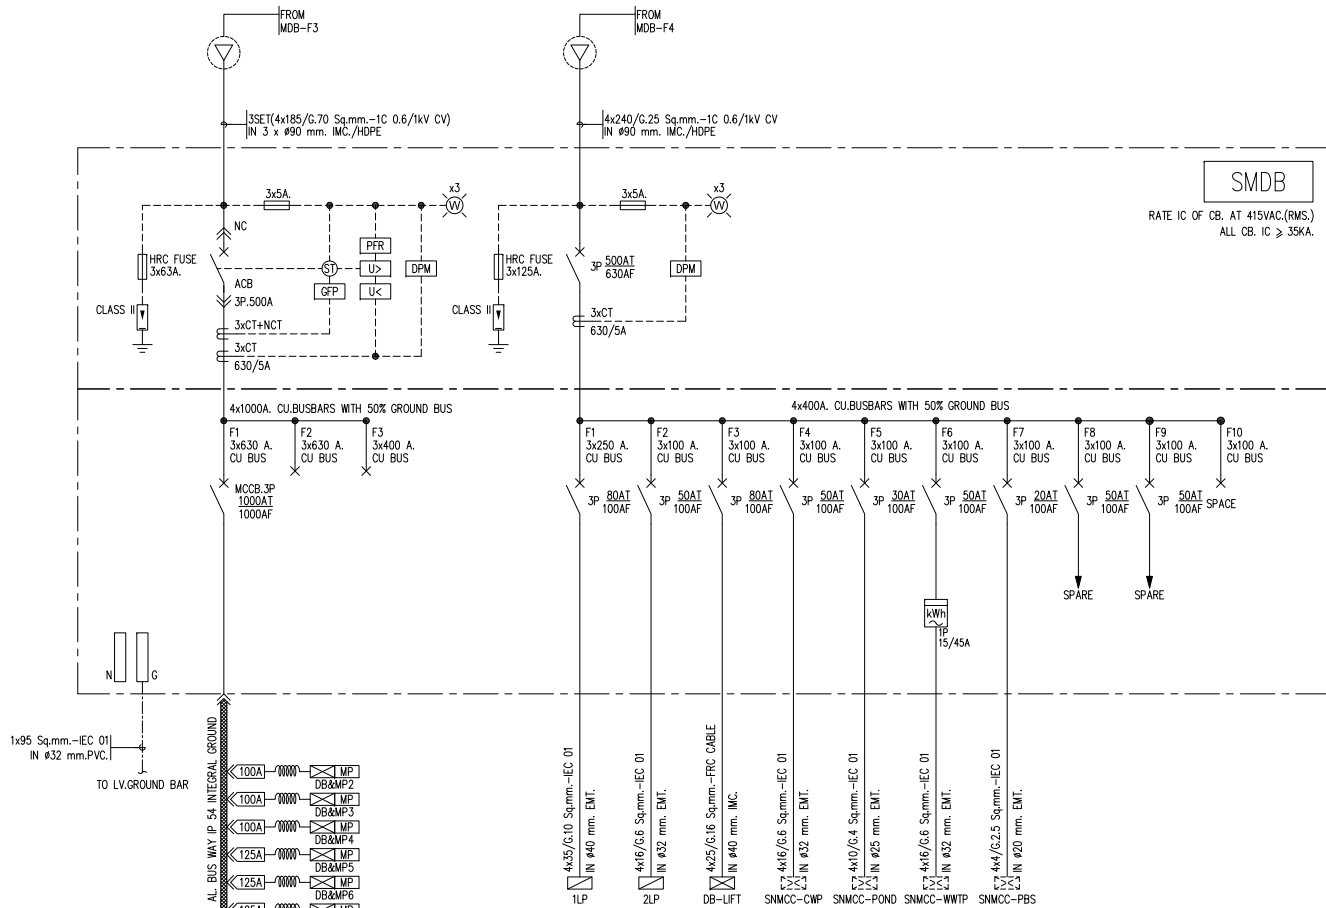 FROM
MDB-F3
FROM
MDB-F4
3SET(4x185/G.70 Sq.mm.-1C 0.6/1kV CV)
IN 3 x ø90 mm. IMC./HDPE
4x240/G.25 Sq.mm.-1C 0.6/1kV CV
IN ø90 mm. IMC./HDPE
SMDB
RATE IC OF CB. AT 415VAC.(RMS.)
ALL CB. IC ⩾ 35KA.
3x5A.
x3
W
NC
HRC FUSE
3x63A.
PFR
ST
U>
DPM
GFP
U<
ACB
3P.500A
CLASS II
3xCT+NCT
3xCT
630/5A
3x5A.
x3
W
HRC FUSE
3x125A.
3P 500AT
630AF
DPM
CLASS II
3xCT
630/5A
4x1000A. CU.BUSBARS WITH 50% GROUND BUS
F1
3x630 A.
CU BUS
F2
3x630 A.
CU BUS
F3
3x400 A.
CU BUS
MCCB.3P
1000AT
1000AF
4x400A. CU.BUSBARS WITH 50% GROUND BUS
F1
3x250 A.
CU BUS
F2
3x100 A.
CU BUS
F3
3x100 A.
CU BUS
F4
3x100 A.
CU BUS
F5
3x100 A.
CU BUS
F6
3x100 A.
CU BUS
F7
3x100 A.
CU BUS
F8
3x100 A.
CU BUS
F9
3x100 A.
CU BUS
F10
3x100 A.
CU BUS
3P 80AT
100AF
3P 50AT
100AF
3P 80AT
100AF
3P 50AT
100AF
3P 30AT
100AF
3P 50AT
100AF
3P 20AT
100AF
3P 50AT
100AF
3P 50AT
100AF
SPACE
SPARE
SPARE
kWh
1P
15/45A
N
G
1x95 Sq.mm.-IEC 01
IN ø32 mm.PVC.
TO LV.GROUND BAR
AL BUS WAY IP 54 INTEGRAL GROUND
100A
MP
DB&MP2
100A
MP
DB&MP3
100A
MP
DB&MP4
125A
MP
DB&MP5
125A
MP
DB&MP6
125A
MP
4x35/G.10 Sq.mm.-IEC 01
IN ø40 mm. EMT.
1LP
4x16/G.6 Sq.mm.-IEC 01
IN ø32 mm. EMT.
2LP
4x25/G.16 Sq.mm.-FRC CABLE
IN ø40 mm. IMC.
DB-LIFT
4x16/G.6 Sq.mm.-IEC 01
IN ø32 mm. EMT.
SNMCC-CWP
4x10/G.4 Sq.mm.-IEC 01
IN ø25 mm. EMT.
SNMCC-POND
4x16/G.6 Sq.mm.-IEC 01
IN ø32 mm. EMT.
SNMCC-WWTP
4x4/G.2.5 Sq.mm.-IEC 01
IN ø20 mm. EMT.
SNMCC-PBS